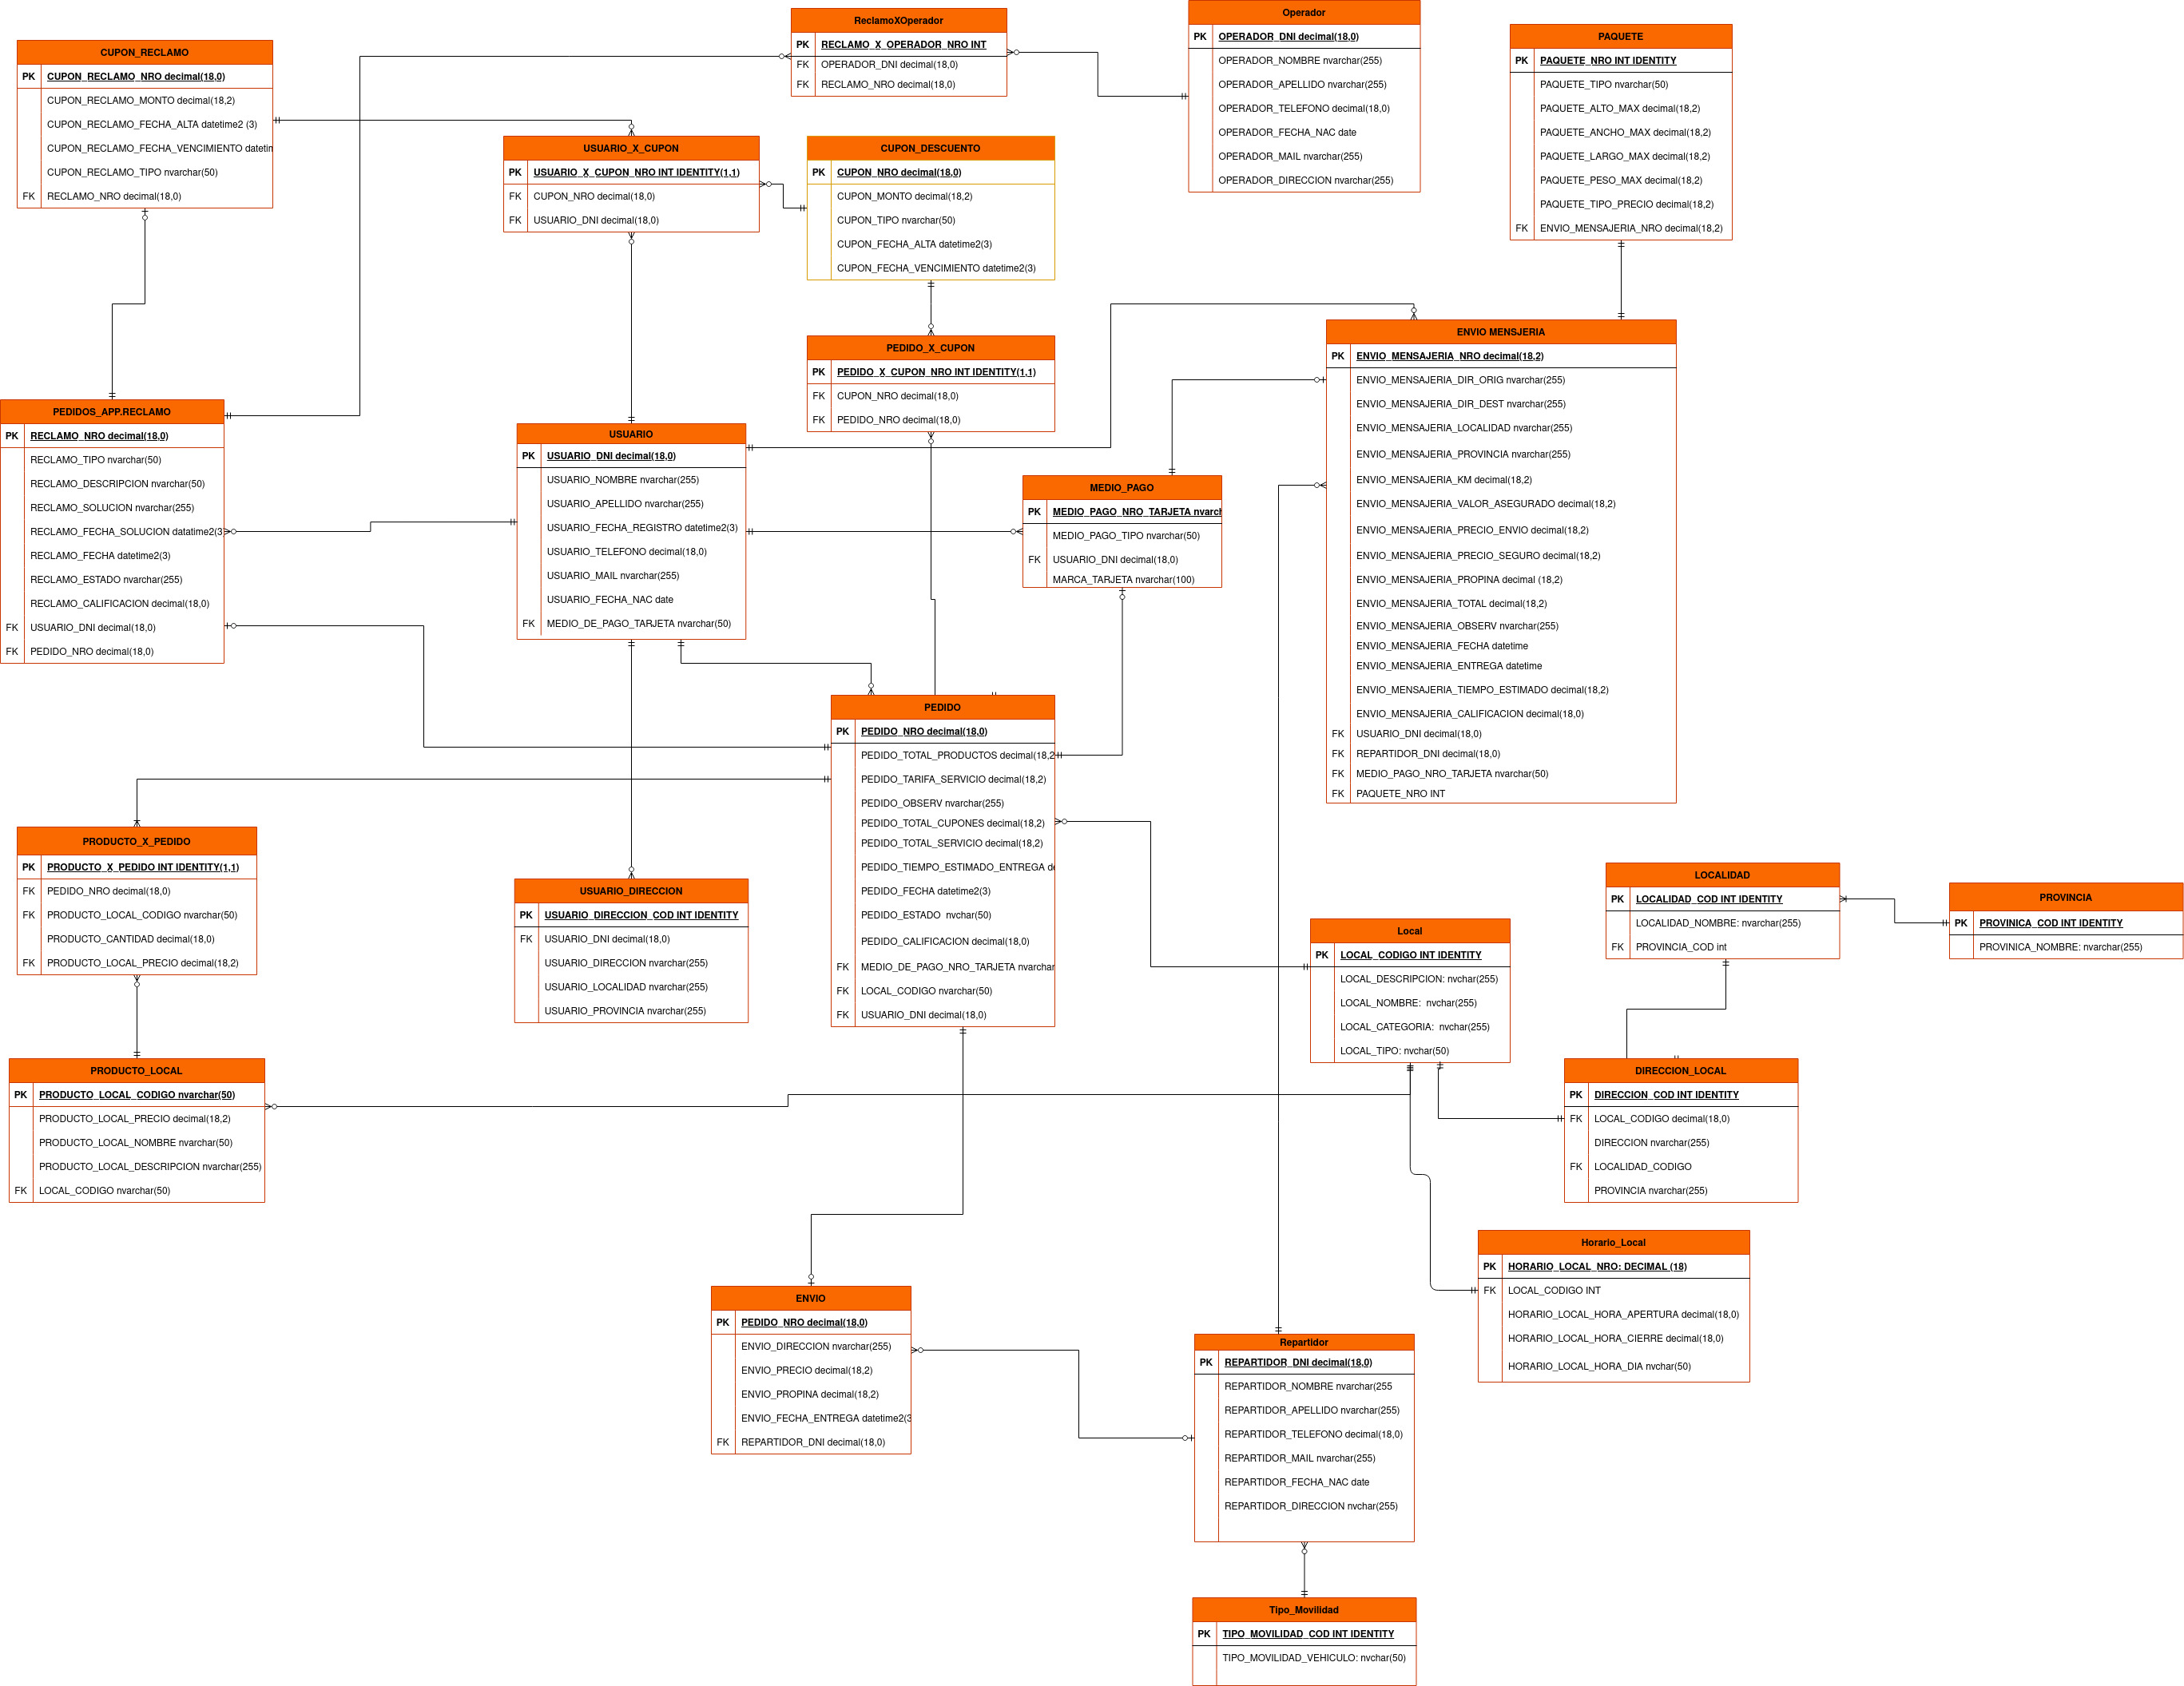 CUPON_RECLAMO
PK CUPON_RECLAMO_NRO decimal(18,0)
CUPON_RECLAMO_MONTO decimal(18,2)
CUPON_RECLAMO_FECHA_ALTA datetime2 (3)
CUPON_RECLAMO_FECHA_VENCIMIENTO datetin
CUPON_RECLAMO_TIPO nvarchar(50)
FK RECLAMO_NRO decimal(18,0)
ReclamoXOperador
PK RECLAMO_X_OPERADOR_NRO INT
FK OPERADOR_DNI decimal(18,0)
FK RECLAMO_NRO decimal(18,0)
Operador
PK OPERADOR_DNI decimal(18,0)
OPERADOR_NOMBRE nvarchar(255)
OPERADOR_APELLIDO nvarchar(255)
OPERADOR_TELEFONO decimal(18,0)
OPERADOR_FECHA_NAC date
OPERADOR_MAIL nvarchar(255)
OPERADOR_DIRECCION nvarchar(255)
PAQUETE
PK PAQUETE_NRO INT IDENTITY
PAQUETE_TIPO nvarchar(50)
PAQUETE_ALTO_MAX decimal(18,2)
PAQUETE_ANCHO_MAX decimal(18,2)
PAQUETE_LARGO_MAX decimal(18,2)
PAQUETE_PESO_MAX decimal(18,2)
PAQUETE_TIPO_PRECIO decimal(18,2)
FK ENVIO_MENSAJERIA_NRO decimal(18,2)
USUARIO_X_CUPON
PK USUARIO_X_CUPON_NRO INT IDENTITY(1,1)
FK CUPON_NRO decimal(18,0)
FK USUARIO_DNI decimal(18,0)
CUPON_DESCUENTO
PK CUPON_NRO decimal(18,0)
CUPON_MONTO decimal(18,2)
CUPON_TIPO nvarchar(50)
CUPON_FECHA_ALTA datetime2(3)
CUPON_FECHA_VENCIMIENTO datetime2(3)
PEDIDO_X_CUPON
PK PEDIDO_X_CUPON_NRO INT IDENTITY(1,1)
FK CUPON_NRO decimal(18,0)
FK PEDIDO_NRO decimal(18,0)
ENVIO MENSJERIA
PK ENVIO_MENSAJERIA_NRO decimal(18,2)
ENVIO_MENSAJERIA_DIR_ORIG nvarchar(255)
ENVIO_MENSAJERIA_DIR_DEST nvarchar(255)
ENVIO_MENSAJERIA_LOCALIDAD nvarchar(255)
ENVIO_MENSAJERIA_PROVINCIA nvarchar(255)
ENVIO_MENSAJERIA_KM decimal(18,2)
ENVIO_MENSAJERIA_VALOR_ASEGURADO decimal(18,2)
ENVIO_MENSAJERIA_PRECIO_ENVIO decimal(18,2)
ENVIO_MENSAJERIA_PRECIO_SEGURO decimal(18,2)
ENVIO_MENSAJERIA_PROPINA decimal (18,2)
ENVIO_MENSAJERIA_TOTAL decimal(18,2)
ENVIO_MENSAJERIA_OBSERV nvarchar(255)
ENVIO_MENSAJERIA_FECHA datetime
ENVIO_MENSAJERIA_ENTREGA datetime
ENVIO_MENSAJERIA_TIEMPO_ESTIMADO decimal(18,2)
ENVIO_MENSAJERIA_CALIFICACION decimal(18,0)
FK USUARIO_DNI decimal(18,0)
FK REPARTIDOR_DNI decimal(18,0)
FK MEDIO_PAGO_NRO_TARJETA nvarchar(50)
FK PAQUETE_NRO INT
PEDIDOS_APP.RECLAMO
PK RECLAMO_NRO decimal(18,0)
RECLAMO_TIPO nvarchar(50)
RECLAMO_DESCRIPCION nvarchar(50)
RECLAMO_SOLUCION nvarchar(255)
RECLAMO_FECHA_SOLUCION datatime2(3
RECLAMO_FECHA datetime2(3)
RECLAMO_ESTADO nvarchar(255)
RECLAMO_CALIFICACION decimal(18,0)
FK USUARIO_DNI decimal(18,0)
FK PEDIDO_NRO decimal(18,0)
USUARIO
PK USUARIO_DNI decimal(18,0)
USUARIO_NOMBRE nvarchar(255)
USUARIO_APELLIDO nvarchar(255)
USUARIO_FECHA_REGISTRO datetime2(3)
USUARIO_TELEFONO decimal(18,0)
USUARIO_MAIL nvarchar(255)
USUARIO_FECHA_NAC date
FK MEDIO_DE_PAGO_TARJETA nvarchar(50)
MEDIO_PAGO
PK MEDIO_PAGO_NRO_TARJETA nvarch
MEDIO_PAGO_TIPO nvarchar(50)
FK USUARIO_DNI decimal(18,0)
MARCA_TARJETA nvarchar(100)
PEDIDO
PK PEDIDO_NRO decimal(18,0)
PEDIDO_TOTAL_PRODUCTOS decimal(18,2
PEDIDO_TARIFA_SERVICIO decimal(18,2)
PEDIDO_OBSERV nvarchar(255)
PEDIDO_TOTAL_CUPONES decimal(18,2)
PEDIDO_TOTAL_SERVICIO decimal(18,2)
PEDIDO_TIEMPO_ESTIMADO_ENTREGA de
PEDIDO_FECHA datetime2(3)
PEDIDO_ESTADO nvchar(50)
PEDIDO_CALIFICACION decimal(18,0)
FK MEDIO_DE_PAGO_NRO_TARJETA nvarchar
FK LOCAL_CODIGO nvarchar(50)
FK USUARIO_DNI decimal(18,0)
PRODUCTO_X_PEDIDO
PK PRODUCTO_X_PEDIDO INT IDENTITY(1,1)
FK PEDIDO_NRO decimal(18,0)
FK PRODUCTO_LOCAL_CODIGO nvarchar(50)
PRODUCTO_CANTIDAD decimal(18,0)
FK PRODUCTO_LOCAL_PRECIO decimal(18,2)
USUARIO_DIRECCION
PK USUARIO_DIRECCION_COD INT IDENTITY
FK USUARIO_DNI decimal(18,0)
USUARIO_DIRECCION nvarchar(255)
USUARIO_LOCALIDAD nvarchar(255)
USUARIO_PROVINCIA nvarchar(255)
Local
PK LOCAL_CODIGO INT IDENTITY
LOCAL_DESCRIPCION: nvchar(255)
LOCAL_NOMBRE: nvchar(255)
LOCAL_CATEGORIA: nvchar(255)
LOCAL_TIPO: nvchar(50)
LOCALIDAD
PK LOCALIDAD_COD INT IDENTITY
LOCALIDAD_NOMBRE: nvarchar(255)
FK PROVINCIA_COD int
PROVINCIA
PK PROVINICA_COD INT IDENTITY
PROVINICA_NOMBRE: nvarchar(255)
PRODUCTO_LOCAL
PK PRODUCTO_LOCAL_CODIGO nvarchar(50)
PRODUCTO_LOCAL_PRECIO decimal(18,2)
PRODUCTO_LOCAL_NOMBRE nvarchar(50)
PRODUCTO_LOCAL_DESCRIPCION nvarchar(255)
FK LOCAL_CODIGO nvarchar(50)
DIRECCION_LOCAL
PK DIRECCION_COD INT IDENTITY
FK LOCAL_CODIGO decimal(18,0)
DIRECCION nvarchar(255)
FK LOCALIDAD_CODIGO
PROVINCIA nvarchar(255)
Horario_Local
PK HORARIO_LOCAL_NRO: DECIMAL (18)
FK LOCAL_CODIGO INT
HORARIO_LOCAL_HORA_APERTURA decimal(18,0)
HORARIO_LOCAL_HORA_CIERRE decimal(18,0)
HORARIO_LOCAL_HORA_DIA nvchar(50)
ENVIO
PK PEDIDO_NRO decimal(18,0)
ENVIO_DIRECCION nvarchar(255)
ENVIO_PRECIO decimal(18,2)
ENVIO_PROPINA decimal(18,2)
ENVIO_FECHA_ENTREGA datetime2(3
FK REPARTIDOR_DNI decimal(18,0)
Repartidor
PK REPARTIDOR_DNI decimal(18,0)
REPARTIDOR_NOMBRE nvarchar(255
REPARTIDOR_APELLIDO nvarchar(255)
REPARTIDOR_TELEFONO decimal(18,0)
REPARTIDOR_MAIL nvarchar(255)
REPARTIDOR_FECHA_NAC date
REPARTIDOR_DIRECCION nvchar(255)
Tipo_Movilidad
PK TIPO_MOVILIDAD_COD INT IDENTITY
TIPO_MOVILIDAD_VEHICULO: nvchar(50)